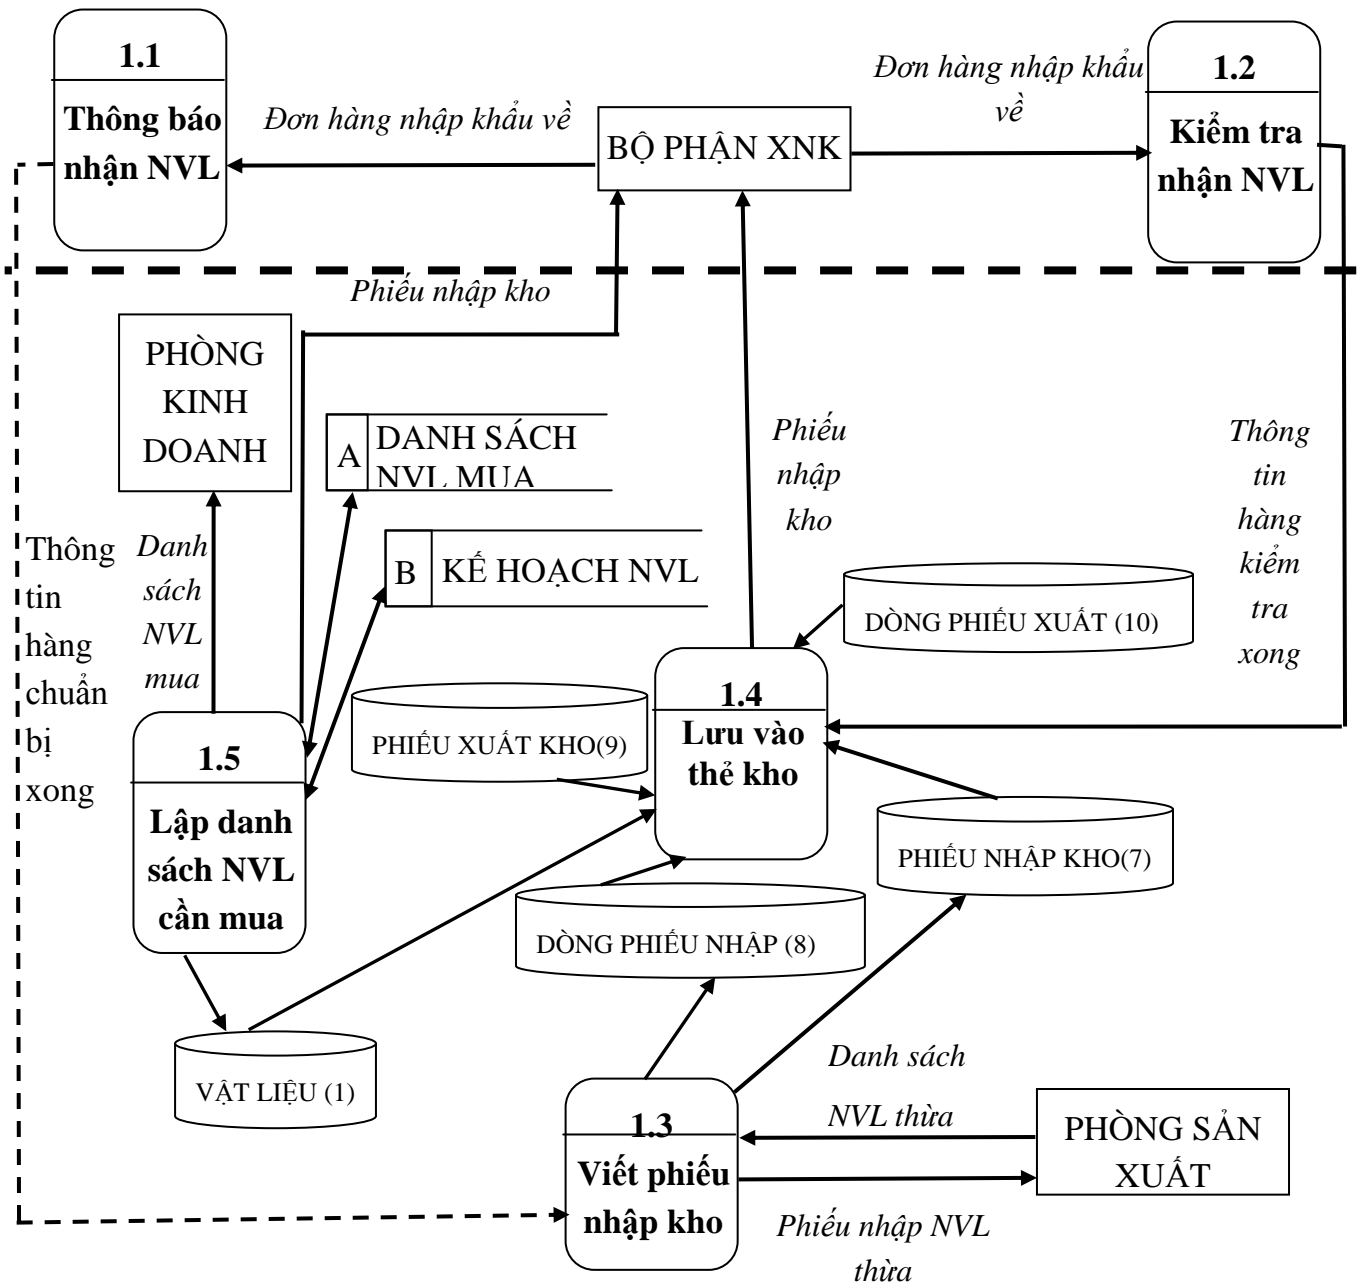 1.1
Thông báo
nhận NVL
Đơn hàng nhập khẩu về
BỘ PHẬN XNK
Đơn hàng nhập khẩu
về
1.2
Kiểm tra
nhận NVL
Phiếu nhập kho
PHÒNG
KINH
DOANH
A
DANH SÁCH
NVL MUA
B
KẾ HOẠCH NVL
Phiếu
nhập
kho
Thông
tin
hàng
kiểm
tra
xong
Thông
tin
hàng
chuẩn
bị
xong
Danh
sách
NVL
mua
DÒNG PHIẾU XUẤT (10)
PHIẾU XUẤT KHO(9)
1.4
Lưu vào
thẻ kho
1.5
Lập danh
sách NVL
cần mua
PHIẾU NHẬP KHO(7)
DÒNG PHIẾU NHẬP (8)
VẬT LIỆU (1)
Danh sách
NVL thừa
1.3
Viết phiếu
nhập kho
PHÒNG SẢN
XUẤT
Phiếu nhập NVL
thừa